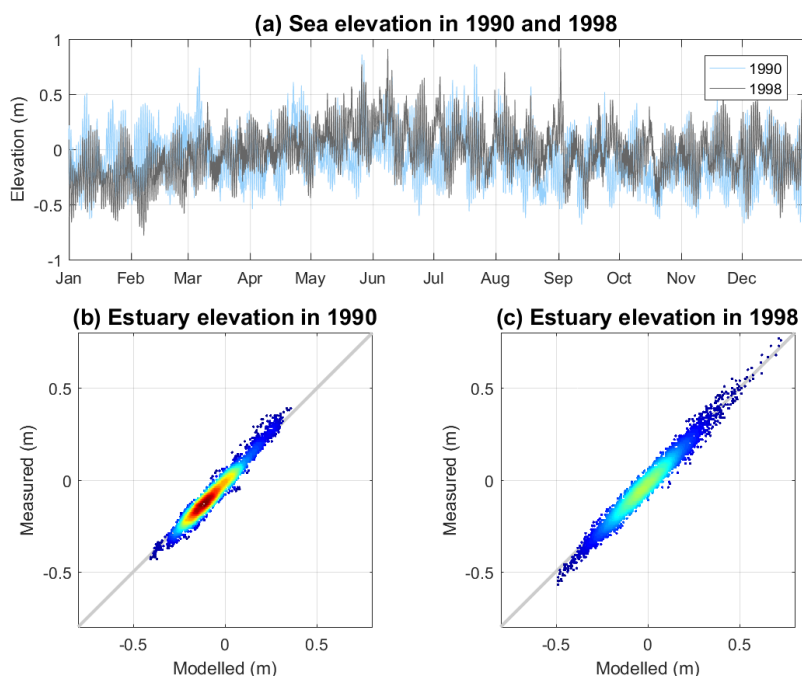 (a) Sea elevation in 1990 and 1998
1
0.5
0
-0.5
-1
Elevation (m)
1990
1998
Jan Feb Mar Apr May Jun Jul Aug Sep Oct Nov Dec
(b) Estuary elevation in 1990
0.5
0
-0.5
Measured (m)
-0.5 0 0.5
Modelled (m)
(c) Estuary elevation in 1998
0.5
0
-0.5
Measured (m)
-0.5 0 0.5
Modelled (m)